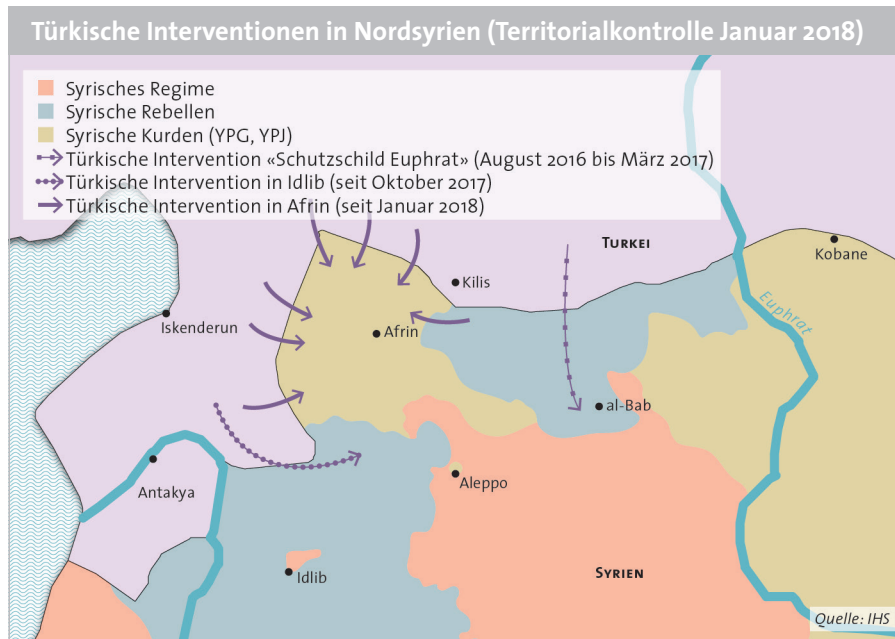 Türkische Interventionen in Nordsyrien (Territorialkontrolle Januar 2018)
Syrisches Regime
Syrische Rebellen
Syrische Kurden (YPG, YPJ)
Türkische Intervention «Schutzschild Euphrat» (August 2016 bis März 2017)
Türkische Intervention in Idlib (seit Oktober 2017)
Türkische Intervention in Afrin (seit Januar 2018)
TURKEI
Kobane
Kilis
Euphrat
Iskenderun
Afrin
al-Bab
Antakya
Aleppo
Idlib
SYRIEN
Quelle: IHS